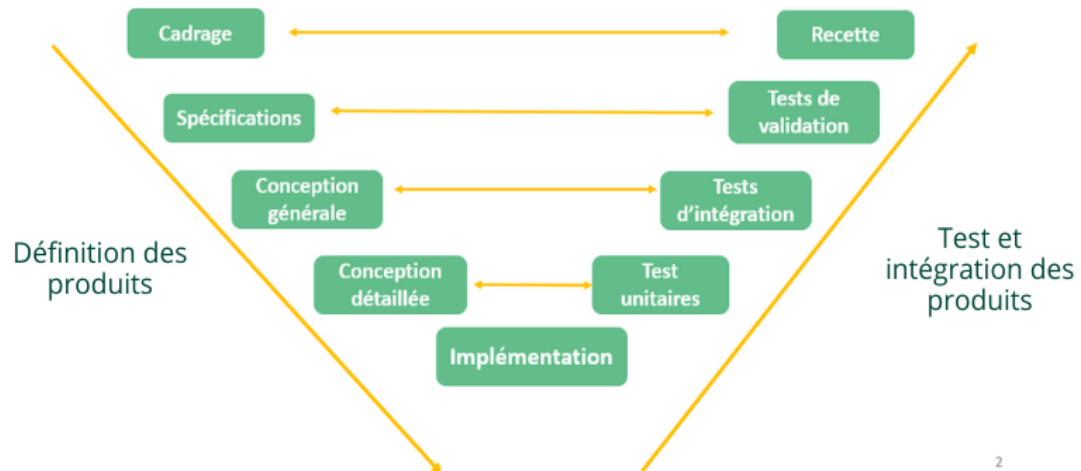 Cadrage
Recette
Spécifications
Tests de
validation
Conception
générale
Tests
d'intégration
Définition des
produits
Test et
intégration des
produits
Conception
détaillée
Test
unitaires
Implémentation
2